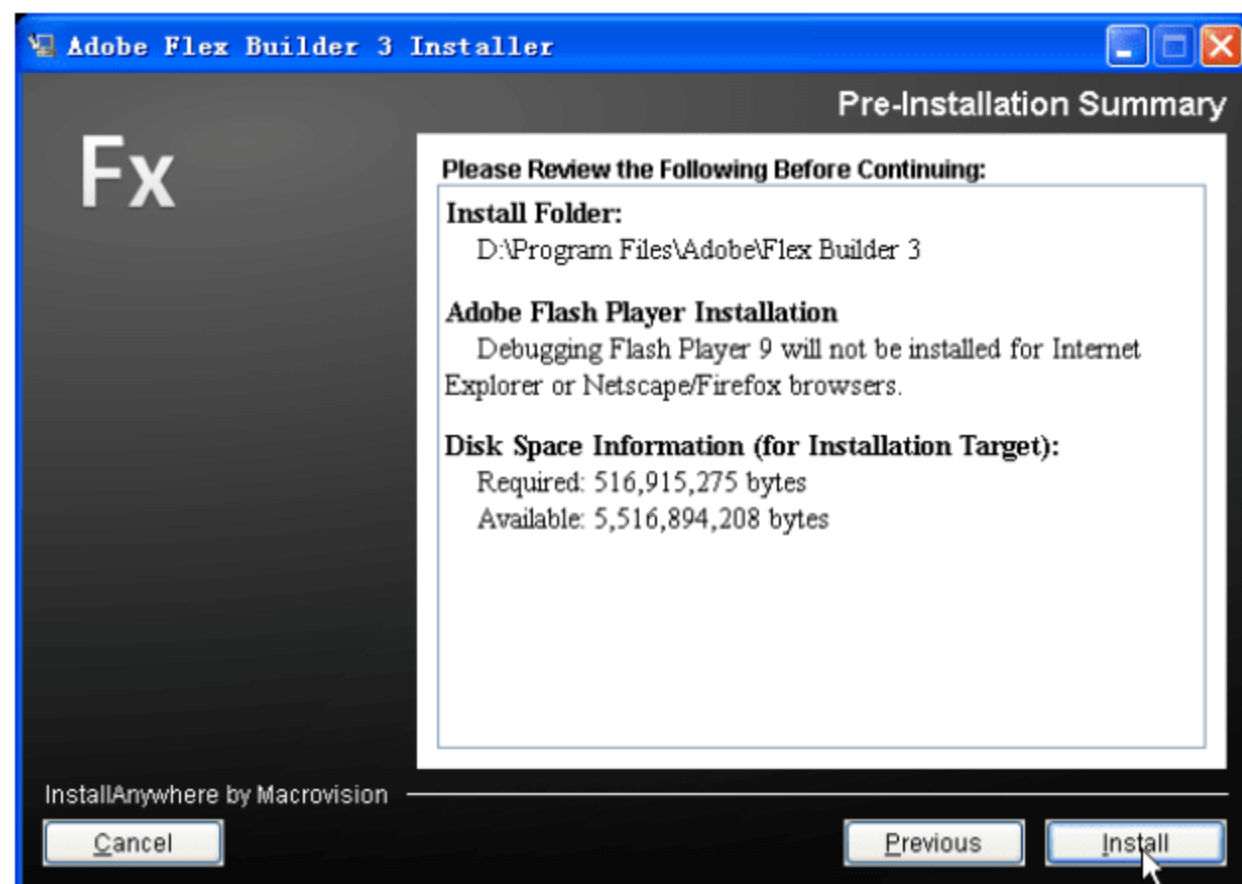 Adobe Flex Builder 3 Installer
Pre-Installation Summary
Fx
Please Review the Following Before Continuing:
Install Folder:
D:\Program Files\Adobe\Flex Builder 3
Adobe Flash Player Installation
Debugging Flash Player 9 will not be installed for Internet
Explorer or Netscape/Firefox browsers.
Disk Space Information (for Installation Target):
Required: 516,915,275 bytes
Available: 5,516,894,208 bytes
InstallAnywhere by Macrovision
Cancel
Previous
Install